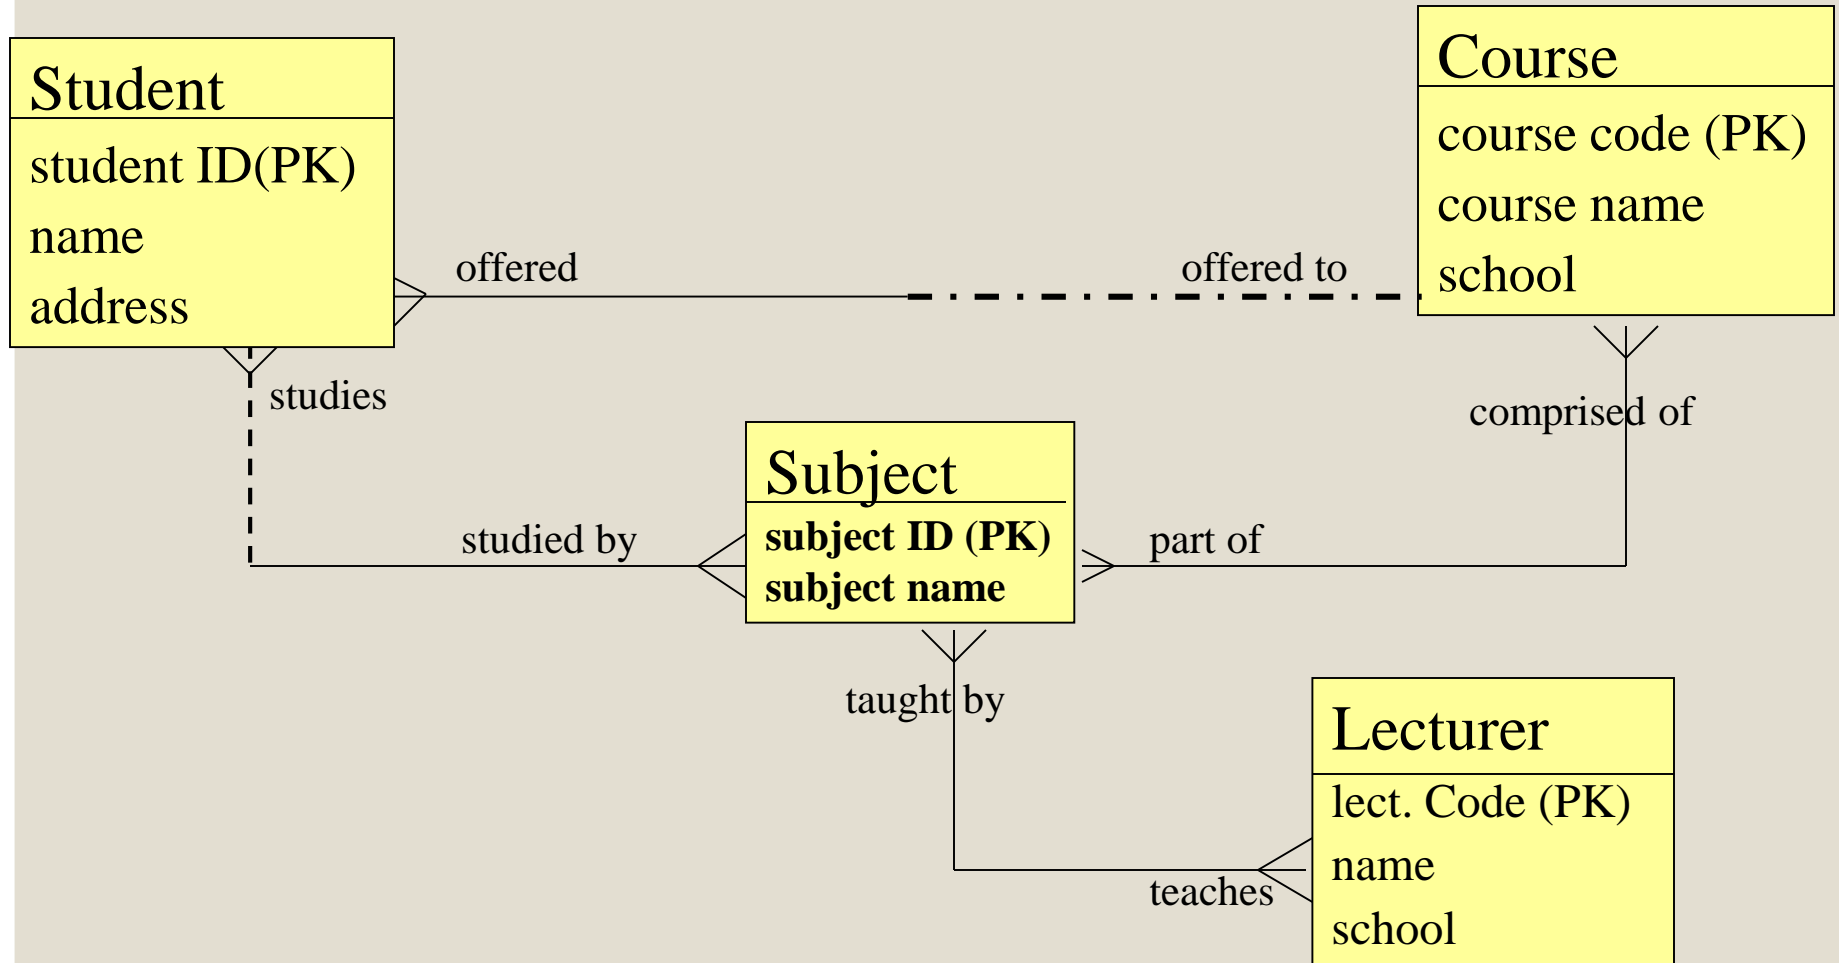 Student
student ID(PK)
name
address
Course
course code (PK)
course name
school
offered
offered to
studies
comprised of
Subject
subject ID (PK)
subject name
studied by
part of
taught by
teaches
Lecturer
lect. Code (PK)
name
school